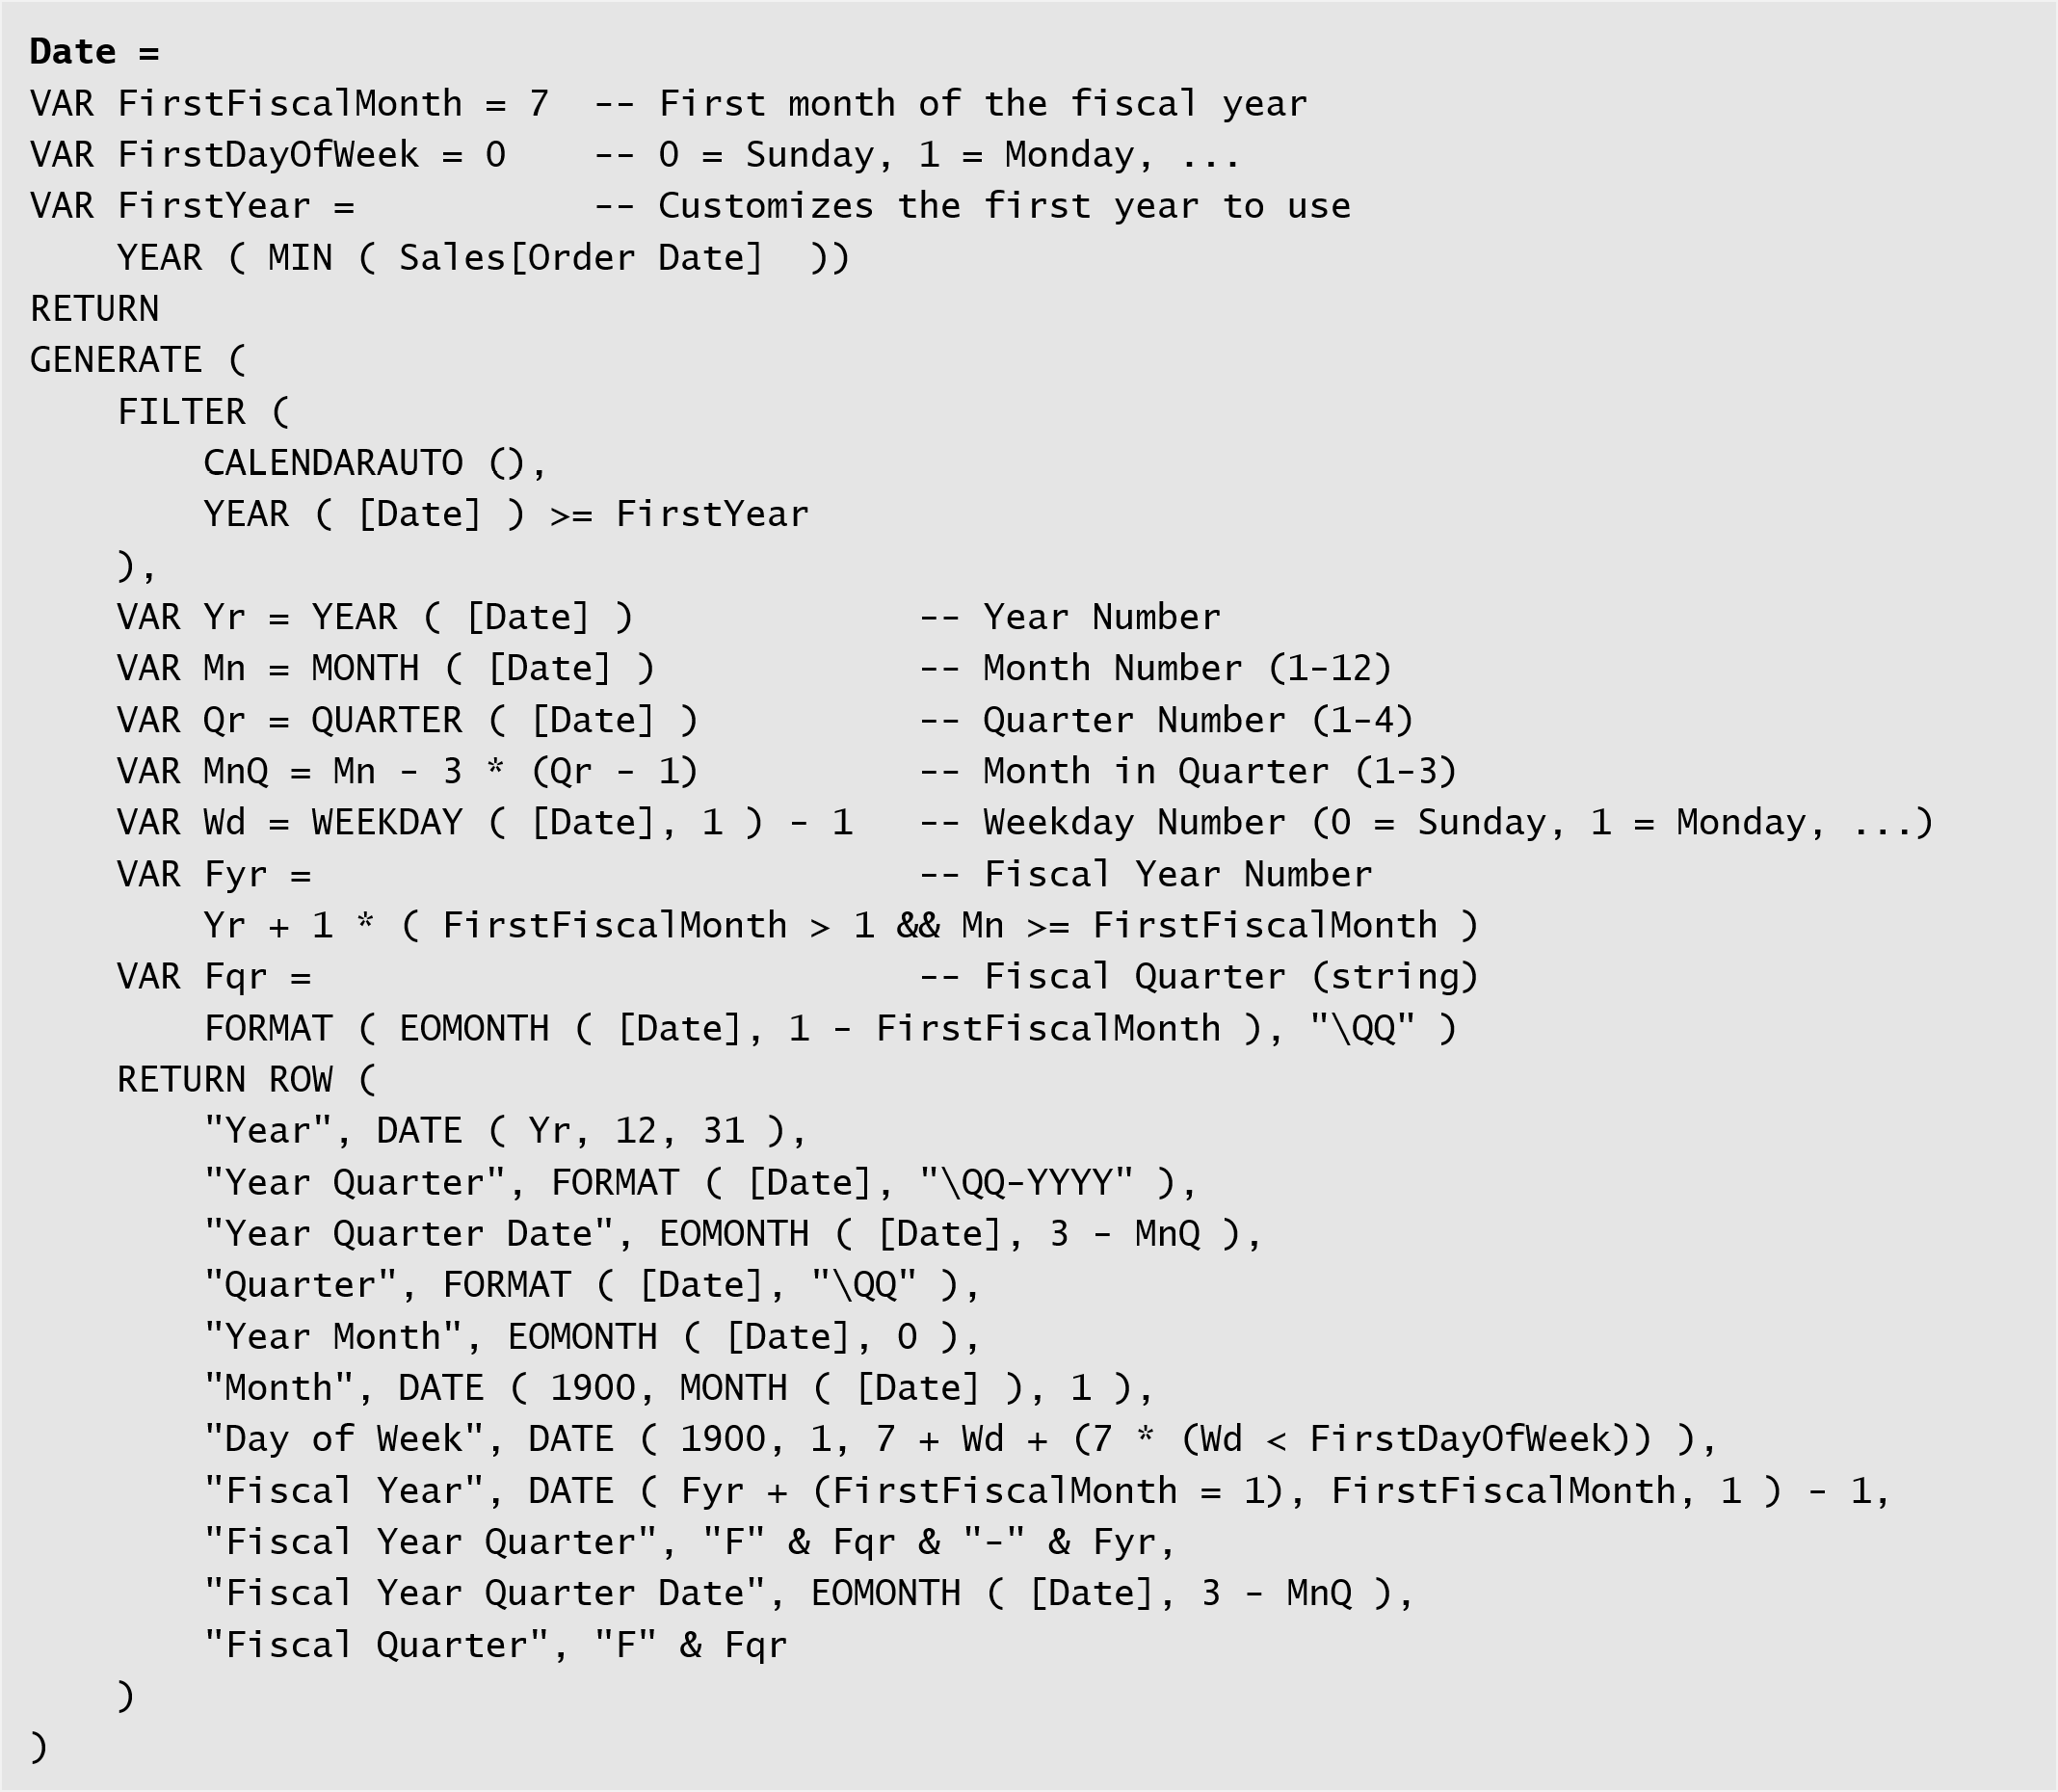 Date =
VAR FirstFiscalMonth = 7  -- First month of the fiscal year
VAR FirstDayOfWeek = 0    -- 0 = Sunday, 1 = Monday, ...
VAR FirstYear =           -- Customizes the first year to use
    YEAR ( MIN ( Sales[Order Date]  ))
RETURN
GENERATE (
    FILTER (
        CALENDARAUTO (),
        YEAR ( [Date] ) >= FirstYear
    ),
    VAR Yr = YEAR ( [Date] )             -- Year Number
    VAR Mn = MONTH ( [Date] )            -- Month Number (1-12)
    VAR Qr = QUARTER ( [Date] )          -- Quarter Number (1-4)
    VAR MnQ = Mn - 3 * (Qr - 1)          -- Month in Quarter (1-3)
    VAR Wd = WEEKDAY ( [Date], 1 ) - 1   -- Weekday Number (0 = Sunday, 1 = Monday, ...)
    VAR Fyr =                            -- Fiscal Year Number
        Yr + 1 * ( FirstFiscalMonth > 1 && Mn >= FirstFiscalMonth )
    VAR Fqr =                            -- Fiscal Quarter (string)
        FORMAT ( EOMONTH ( [Date], 1 - FirstFiscalMonth ), "\QQ" )
    RETURN ROW (
        "Year", DATE ( Yr, 12, 31 ),
        "Year Quarter", FORMAT ( [Date], "\QQ-YYYY" ),
        "Year Quarter Date", EOMONTH ( [Date], 3 - MnQ ),
        "Quarter", FORMAT ( [Date], "\QQ" ),
        "Year Month", EOMONTH ( [Date], 0 ),
        "Month", DATE ( 1900, MONTH ( [Date] ), 1 ),
        "Day of Week", DATE ( 1900, 1, 7 + Wd + (7 * (Wd < FirstDayOfWeek)) ),
        "Fiscal Year", DATE ( Fyr + (FirstFiscalMonth = 1), FirstFiscalMonth, 1 ) - 1,
        "Fiscal Year Quarter", "F" & Fqr & "-" & Fyr,
        "Fiscal Year Quarter Date", EOMONTH ( [Date], 3 - MnQ ),
        "Fiscal Quarter", "F" & Fqr
    )
)